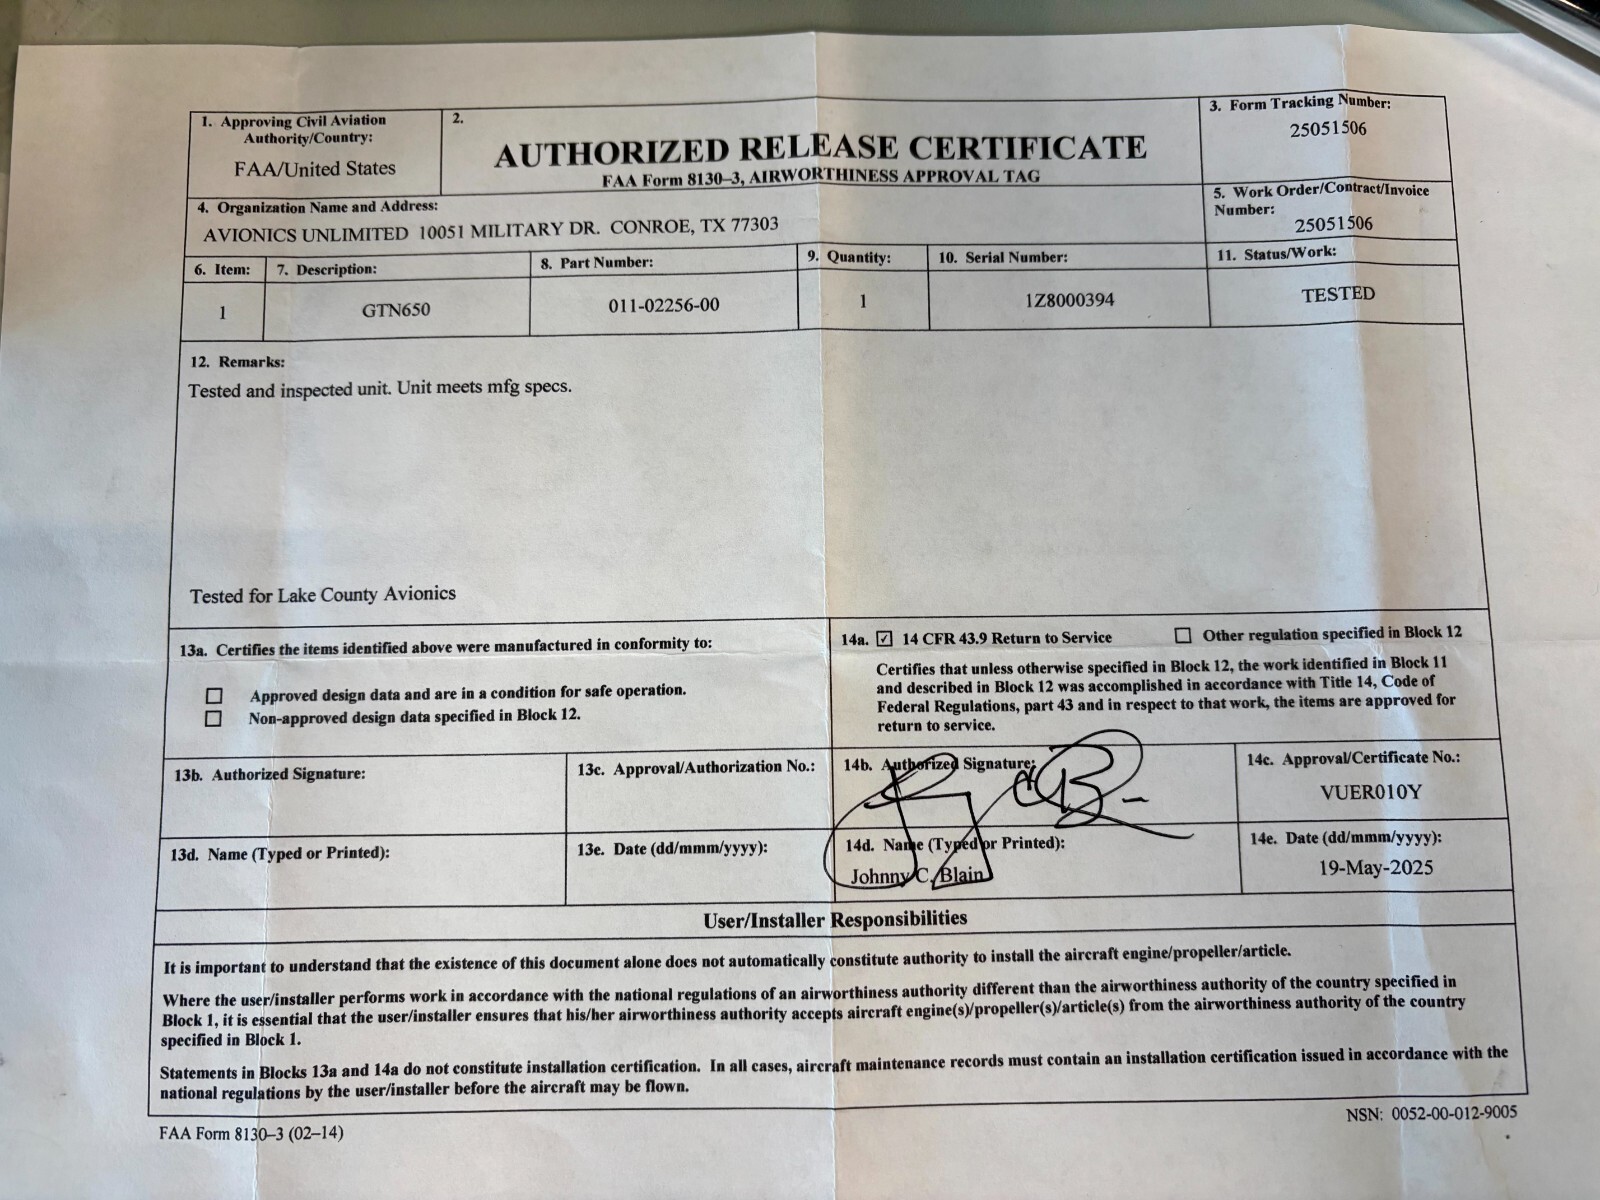 1. Approving Civil Aviation
Authority/Country:
FAA/United States
2.
AUTHORIZED RELEASE CERTIFICATE
FAA Form 8130–3, AIRWORTHINESS APPROVAL TAG
3. Form Tracking Number:
25051506
4. Organization Name and Address:
AVIONICS UNLIMITED 10051 MILITARY DR. CONROE, TX 77303
5. Work Order/Contract/Invoice
Number:
25051506
6. Item:
7. Description:
8. Part Number:
9. Quantity:
10. Serial Number:
11. Status/Work:
1
GTN650
011-02256-00
1
1Z8000394
TESTED
12. Remarks:
Tested and inspected unit. Unit meets mfg specs.
Tested for Lake County Avionics
13a. Certifies the items identified above were manufactured in conformity to:
☐ Approved design data and are in a condition for safe operation.
☐ Non-approved design data specified in Block 12.
14a. ☑ 14 CFR 43.9 Return to Service ☐ Other regulation specified in Block 12
Certifies that unless otherwise specified in Block 12, the work identified in Block 11
and described in Block 12 was accomplished in accordance with Title 14, Code of
Federal Regulations, part 43 and in respect to that work, the items are approved for
return to service.
13b. Authorized Signature:
13c. Approval/Authorization No.:
14b. Authorized Signature:
14c. Approval/Certificate No.:
VUER010Y
13d. Name (Typed or Printed):
13e. Date (dd/mmm/yyyy):
14d. Name (Typed or Printed):
Johnny C. Blain
14e. Date (dd/mmm/yyyy):
19-May-2025
User/Installer Responsibilities
It is important to understand that the existence of this document alone does not automatically constitute authority to install the aircraft engine/propeller/article.
Where the user/installer performs work in accordance with the national regulations of an airworthiness authority different than the airworthiness authority of the country specified in
Block 1, it is essential that the user/installer ensures that his/her airworthiness authority accepts aircraft engine(s)/propeller(s)/article(s) from the airworthiness authority of the country
specified in Block 1.
Statements in Blocks 13a and 14a do not constitute installation certification. In all cases, aircraft maintenance records must contain an installation certification issued in accordance with the
national regulations by the user/installer before the aircraft may be flown.
FAA Form 8130–3 (02–14)
NSN: 0052-00-012-9005